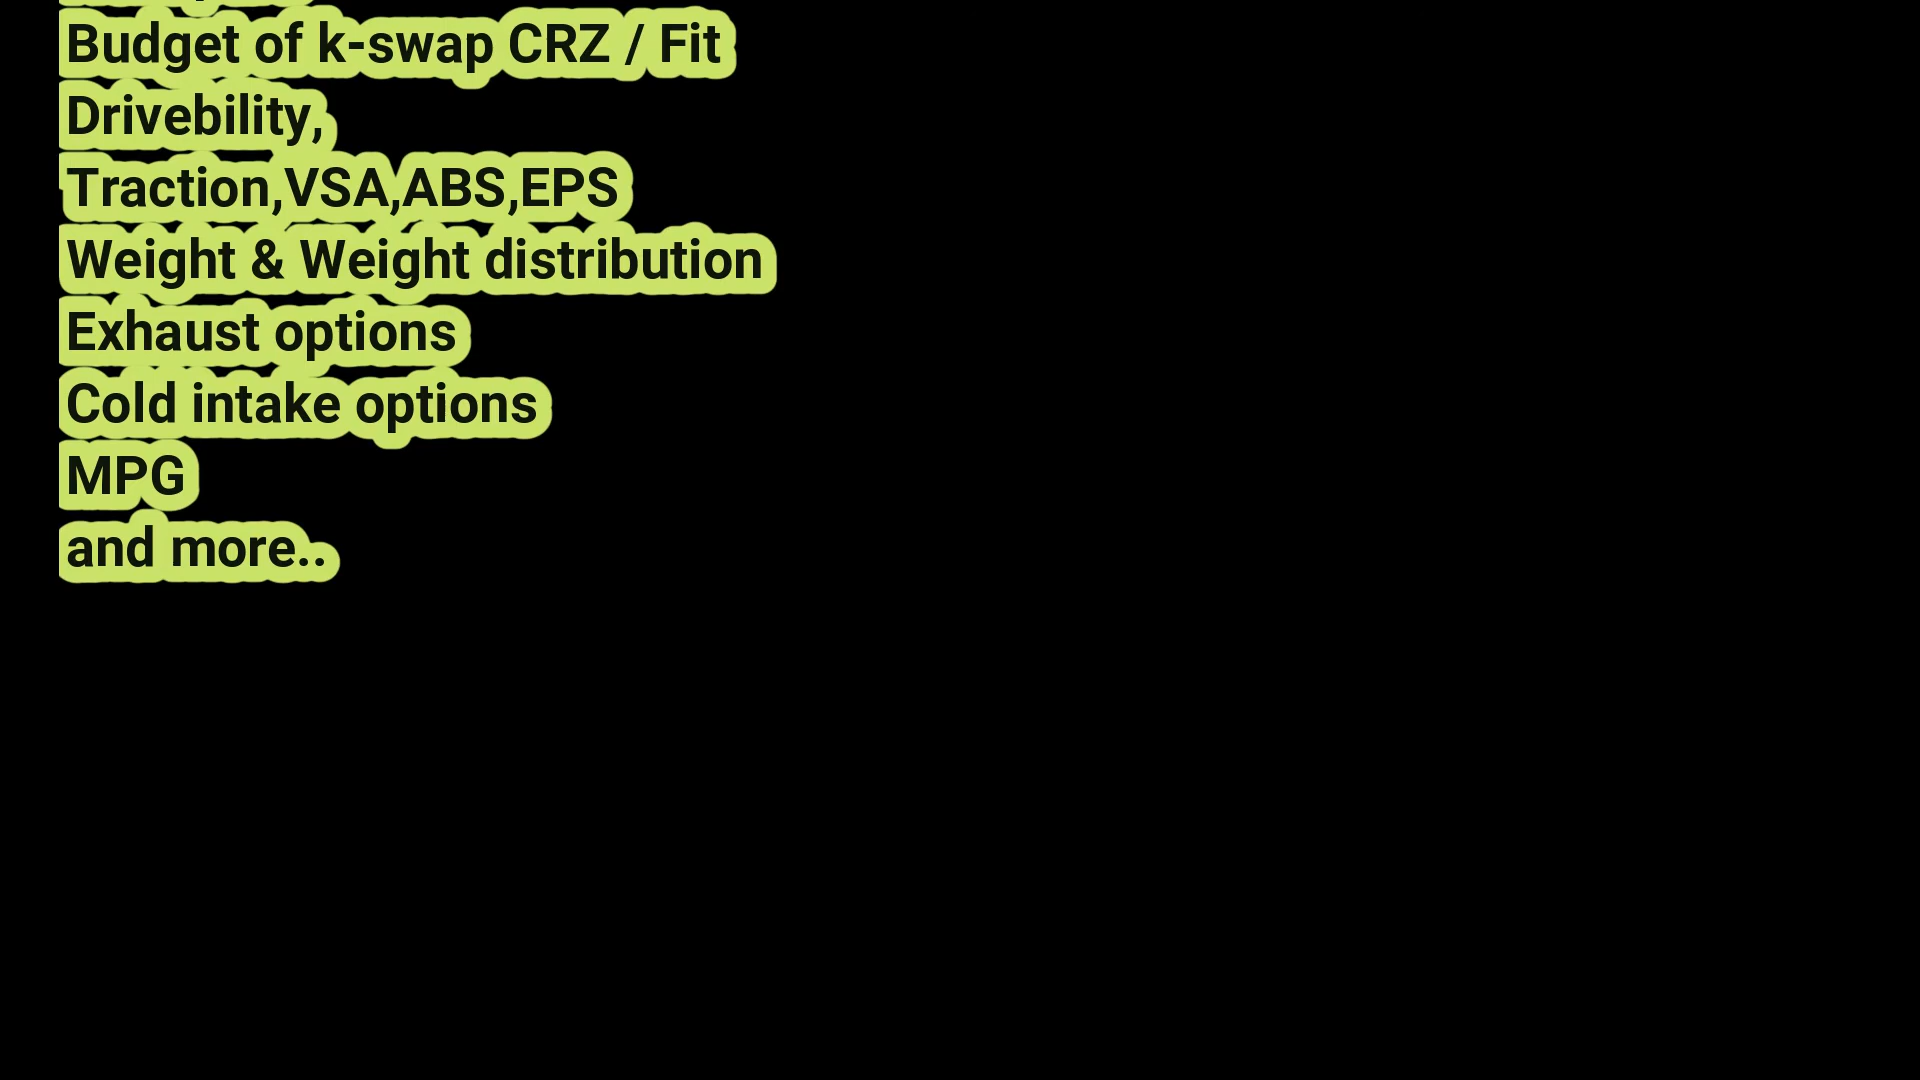 Budget of k-swap CRZ / Fit
Drivebility,
Traction,VSA,ABS,EPS
Weight & Weight distribution
Exhaust options
Cold intake options
MPG
and more..